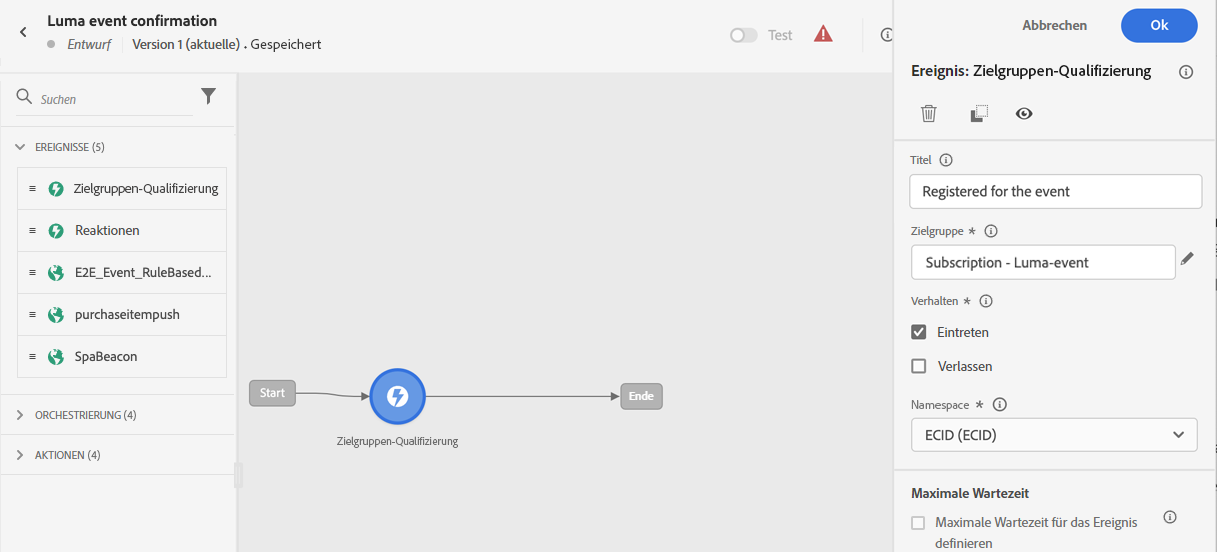 Luma event confirmation
Entwurf Version 1 (aktuelle) . Gespeichert
Test
Abbrechen
Ok
Suchen
EREIGNISSE (5)
Zielgruppen-Qualifizierung
Reaktionen
E2E_Event_RuleBased...
purchaseitempush
SpaBeacon
ORCHESTRIERUNG (4)
AKTIONEN (4)
Start
Ende
Zielgruppen-Qualifizierung
Ereignis: Zielgruppen-Qualifizierung
Titel
Registered for the event
Zielgruppe *
Subscription - Luma-event
Verhalten *
Eintreten
Verlassen
Namespace *
ECID (ECID)
Maximale Wartezeit
Maximale Wartezeit für das Ereignis
definieren